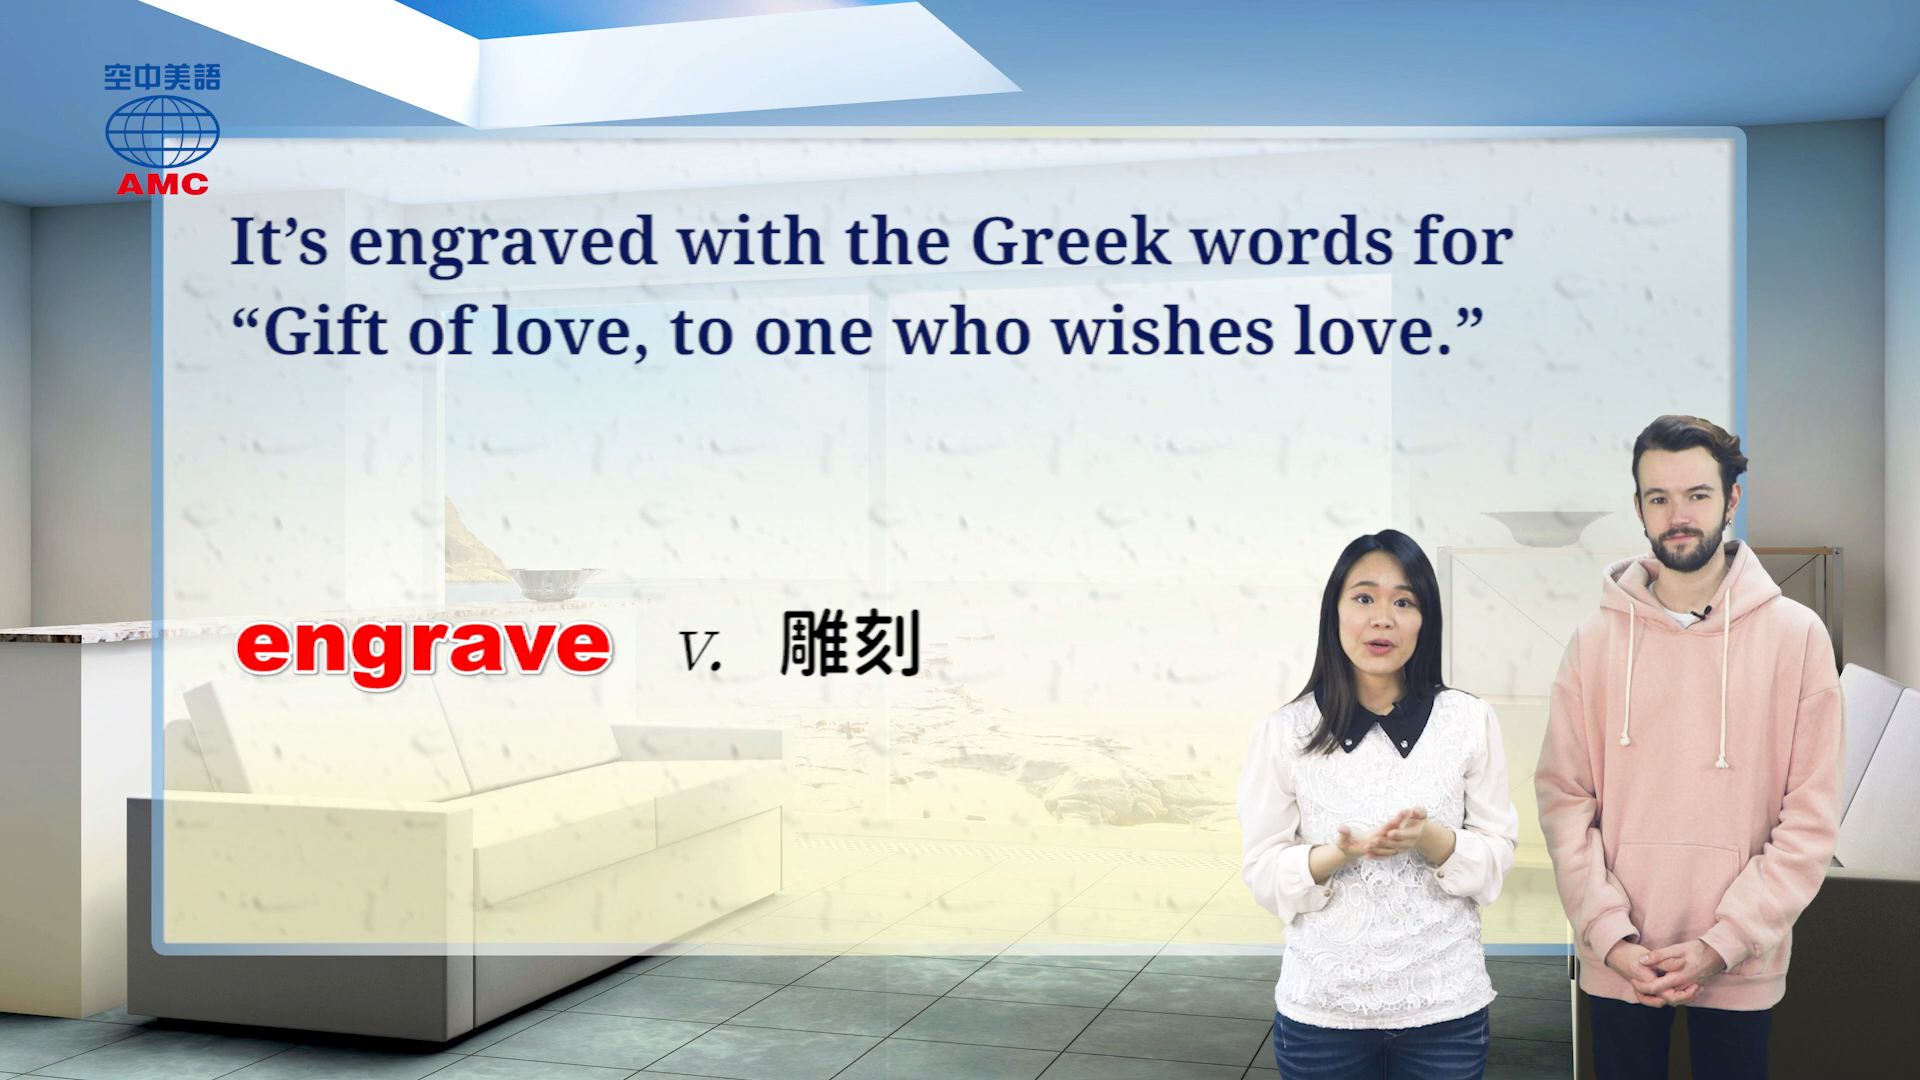 空中美語
AMC
It’s engraved with the Greek words for
“Gift of love, to one who wishes love.”
engrave v. 雕刻